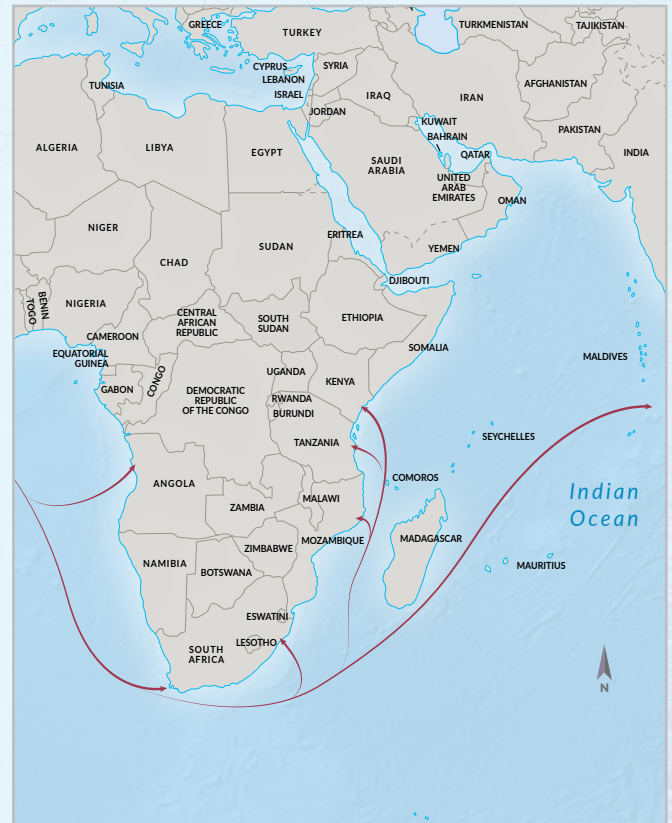 GREECE
TURKEY
TURKMENISTAN
TAJIKISTAN
CYPRUS
SYRIA
LEBANON
TUNISIA
ISRAEL
IRAQ
IRAN
AFGHANISTAN
JORDAN
KUWAIT
BAHRAIN
PAKISTAN
ALGERIA
LIBYA
EGYPT
SAUDI
ARABIA
QATAR
INDIA
UNITED
ARAB
EMIRATES
OMAN
NIGER
ERITREA
SUDAN
YEMEN
CHAD
DJIBOUTI
BENIN
TOGO
NIGERIA
CENTRAL
AFRICAN
REPUBLIC
SOUTH
SUDAN
ETHIOPIA
CAMEROON
SOMALIA
EQUATORIAL
GUINEA
MALDIVES
GABON
CONGO
UGANDA
KENYA
DEMOCRATIC
REPUBLIC
OF THE CONGO
RWANDA
BURUNDI
TANZANIA
SEYCHELLES
ANGOLA
COMOROS
Indian
Ocean
MALAWI
ZAMBIA
MOZAMBIQUE
MADAGASCAR
ZIMBABWE
NAMIBIA
BOTSWANA
MAURITIUS
ESWATINI
LESOTHO
SOUTH
AFRICA
N